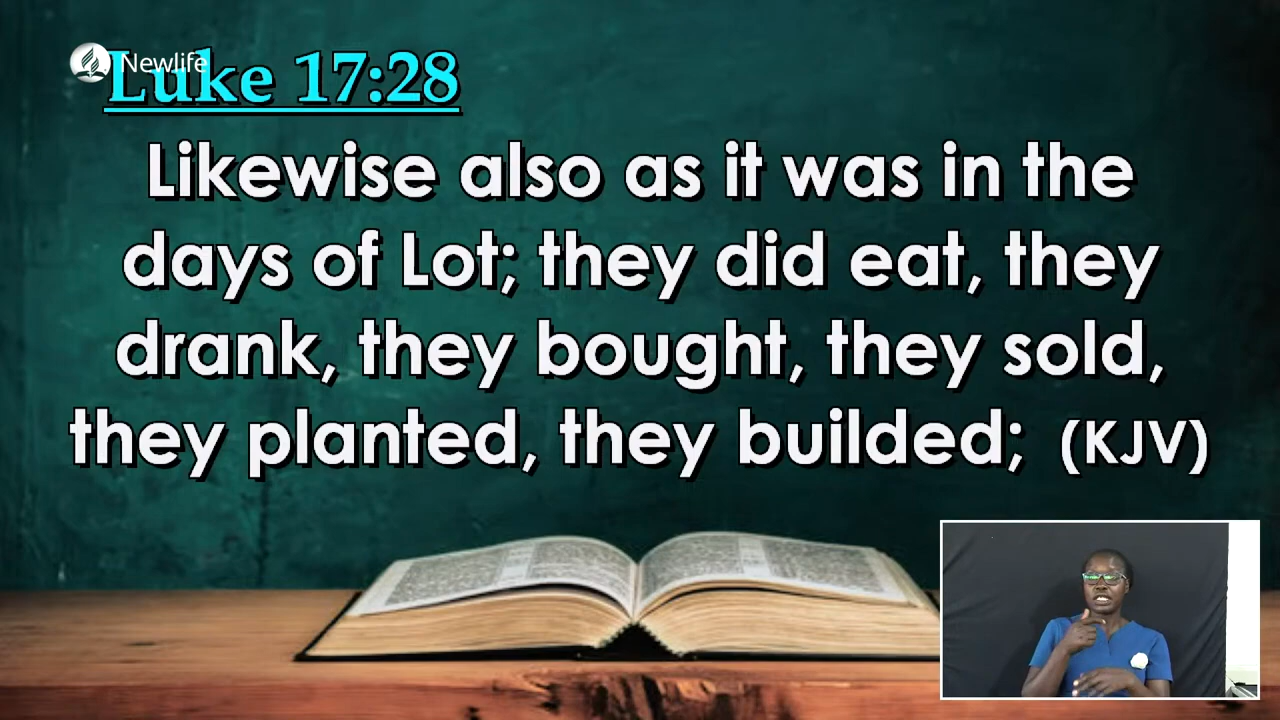 Newlife
Luke 17:28
Likewise also as it was in the
days of Lot; they did eat, they
drank, they bought, they sold,
they planted, they builded; (KJV)